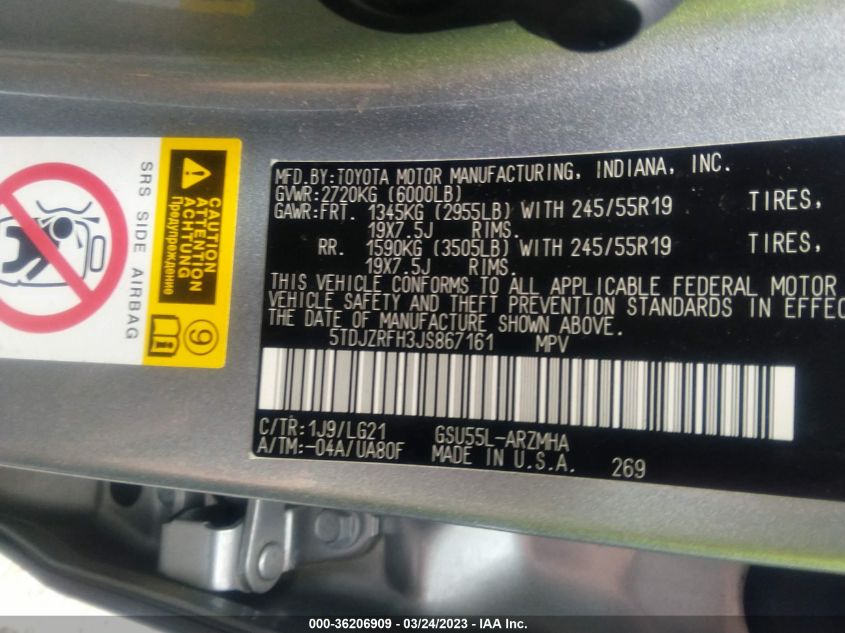 SRS SIDE AIRBAG
CAUTION
ATTENTION
ACHTUNG
Предупреждение
9
MFD.BY:TOYOTA MOTOR MANUFACTURING, INDIANA, INC.
GVWR:2720KG (6000LB)
GAWR:FRT. 1345KG (2955LB) WITH 245/55R19 TIRES,
19X7.5J RIMS.
RR. 1590KG (3505LB) WITH 245/55R19 TIRES,
19X7.5J RIMS.
THIS VEHICLE CONFORMS TO ALL APPLICABLE FEDERAL MOTOR
VEHICLE SAFETY AND THEFT PREVENTION STANDARDS IN EFFEC
THE DATE OF MANUFACTURE SHOWN ABOVE.
5TDJZRFH3JS867161 MPV
C/TR:1J9/LG21 GSU55L-ARZMHA
A/TM:-04A/UA80F MADE IN U.S.A. 269
000-36206909 - 03/24/2023 - IAA Inc.